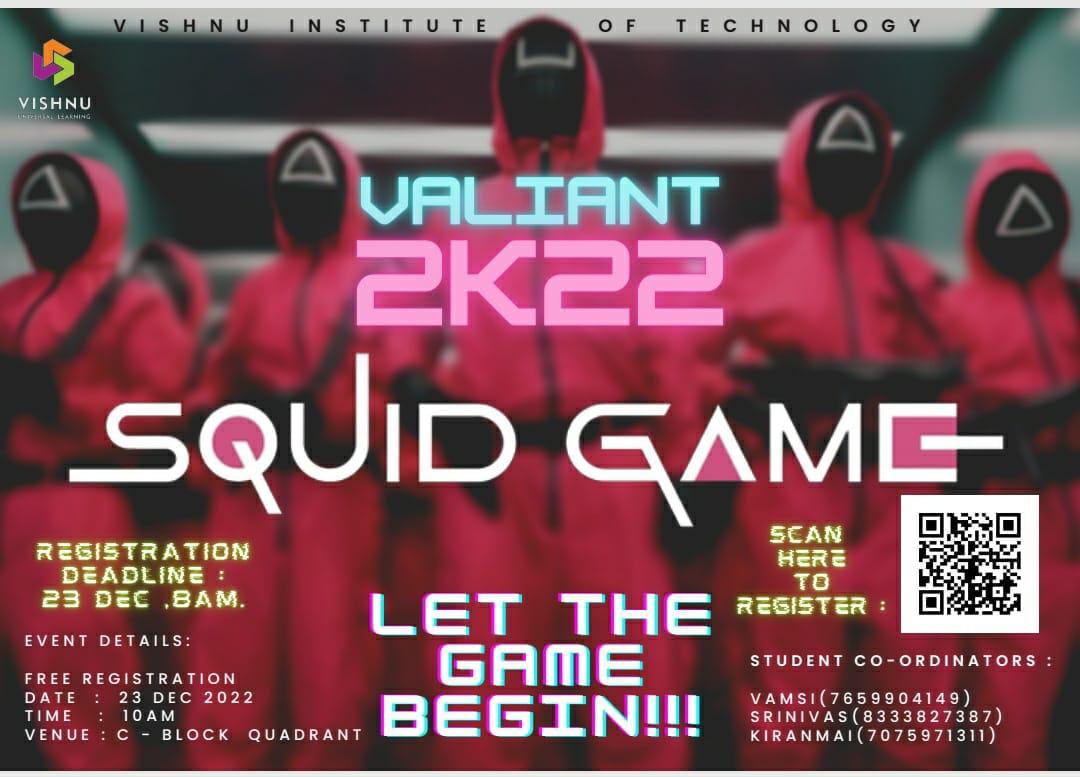 VISHNU INSTITUTE OF TECHNOLOGY
VISHNU
UNIVERSAL LEARNING
VALIANT
2K22
SQUID GAME
REGISTRATION
DEADLINE :
23 DEC ,8AM.
SCAN
HERE
TO
REGISTER :
LET THE
GAME
BEGIN!!!
EVENT DETAILS:
FREE REGISTRATION
DATE : 23 DEC 2022
TIME : 10AM
VENUE : C - BLOCK QUADRANT
STUDENT CO-ORDINATORS :
VAMSI(7659904149)
SRINIVAS(8333827387)
KIRANMAI(7075971311)